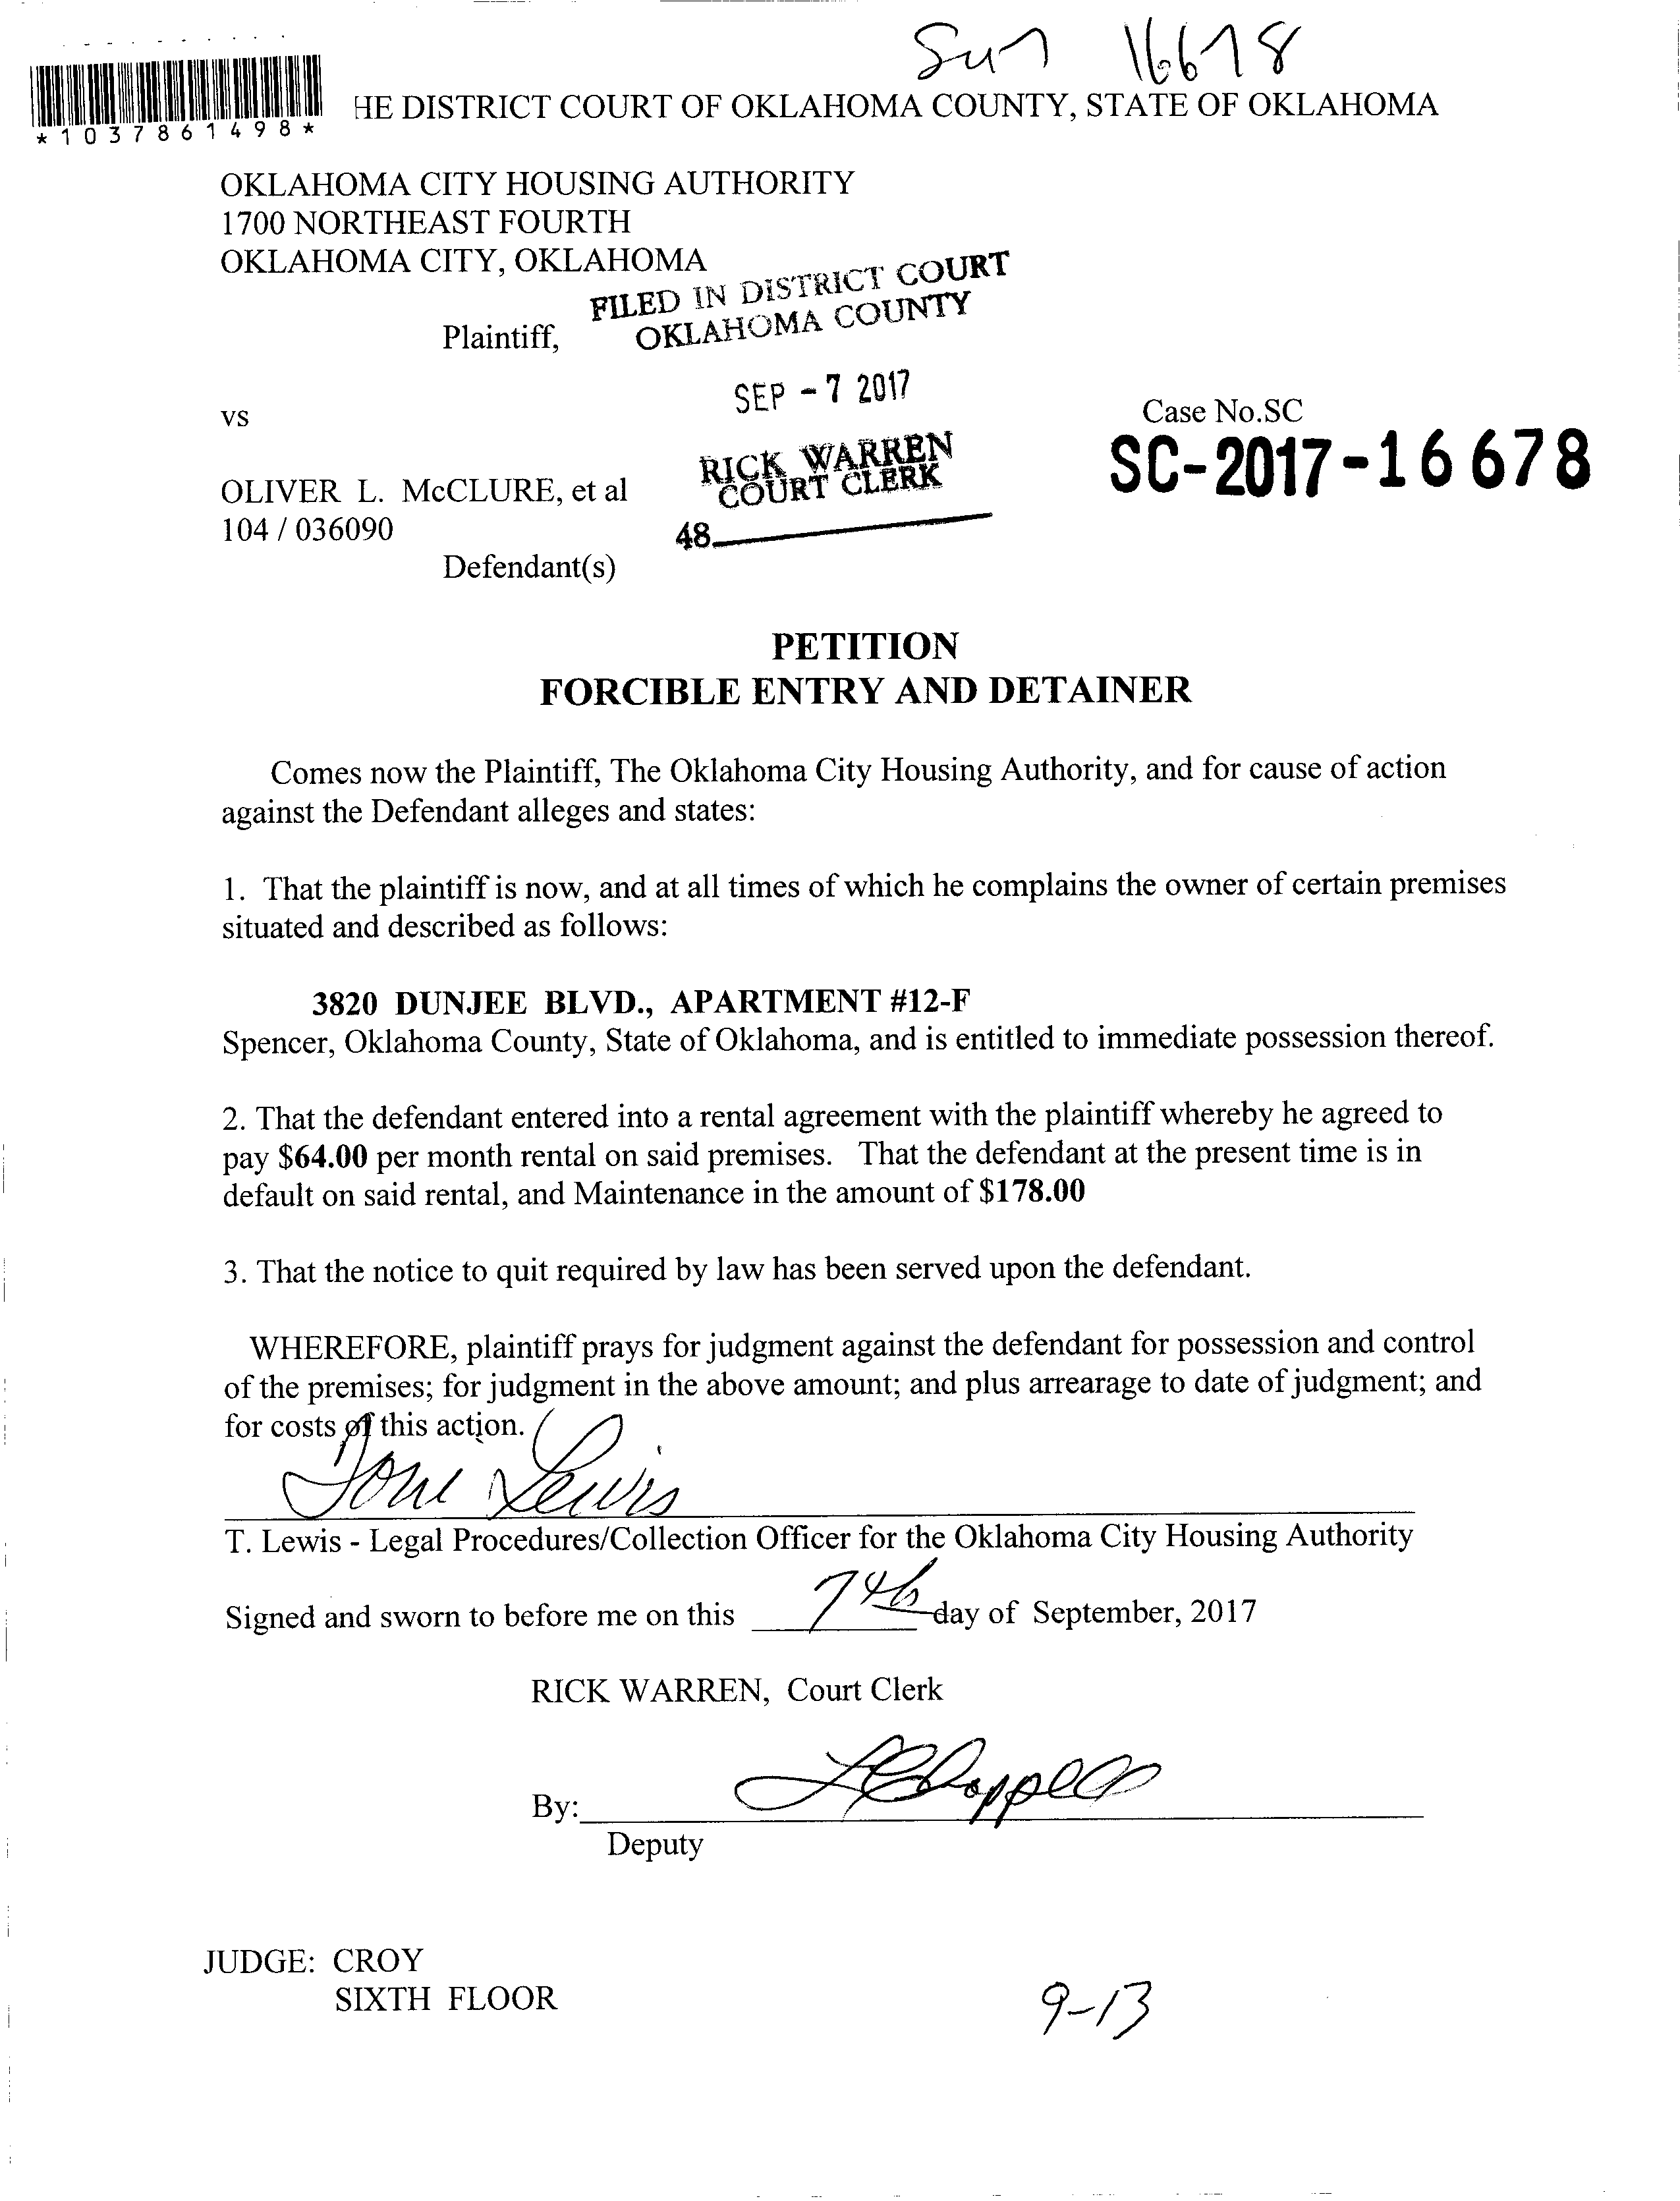 Sun 16678
*1037861498*
HE DISTRICT COURT OF OKLAHOMA COUNTY, STATE OF OKLAHOMA
OKLAHOMA CITY HOUSING AUTHORITY
1700 NORTHEAST FOURTH
OKLAHOMA CITY, OKLAHOMA
FILED IN DISTRICT COURT
OKLAHOMA COUNTY
Plaintiff,
SEP - 7 2017
vs
Case No.SC
RICK WARREN
COURT CLERK
SC-2017-16678
OLIVER L. McCLURE, et al
104 / 036090
48
Defendant(s)
PETITION
FORCIBLE ENTRY AND DETAINER
Comes now the Plaintiff, The Oklahoma City Housing Authority, and for cause of action
against the Defendant alleges and states:
1. That the plaintiff is now, and at all times of which he complains the owner of certain premises
situated and described as follows:
3820 DUNJEE BLVD., APARTMENT #12-F
Spencer, Oklahoma County, State of Oklahoma, and is entitled to immediate possession thereof.
2. That the defendant entered into a rental agreement with the plaintiff whereby he agreed to
pay $64.00 per month rental on said premises. That the defendant at the present time is in
default on said rental, and Maintenance in the amount of $178.00
3. That the notice to quit required by law has been served upon the defendant.
WHEREFORE, plaintiff prays for judgment against the defendant for possession and control
of the premises; for judgment in the above amount; and plus arrearage to date of judgment; and
for costs of this action.
Toni Lewis
T. Lewis - Legal Procedures/Collection Officer for the Oklahoma City Housing Authority
Signed and sworn to before me on this 7th day of September, 2017
RICK WARREN, Court Clerk
By:
Deputy
JUDGE: CROY
SIXTH FLOOR
9-13